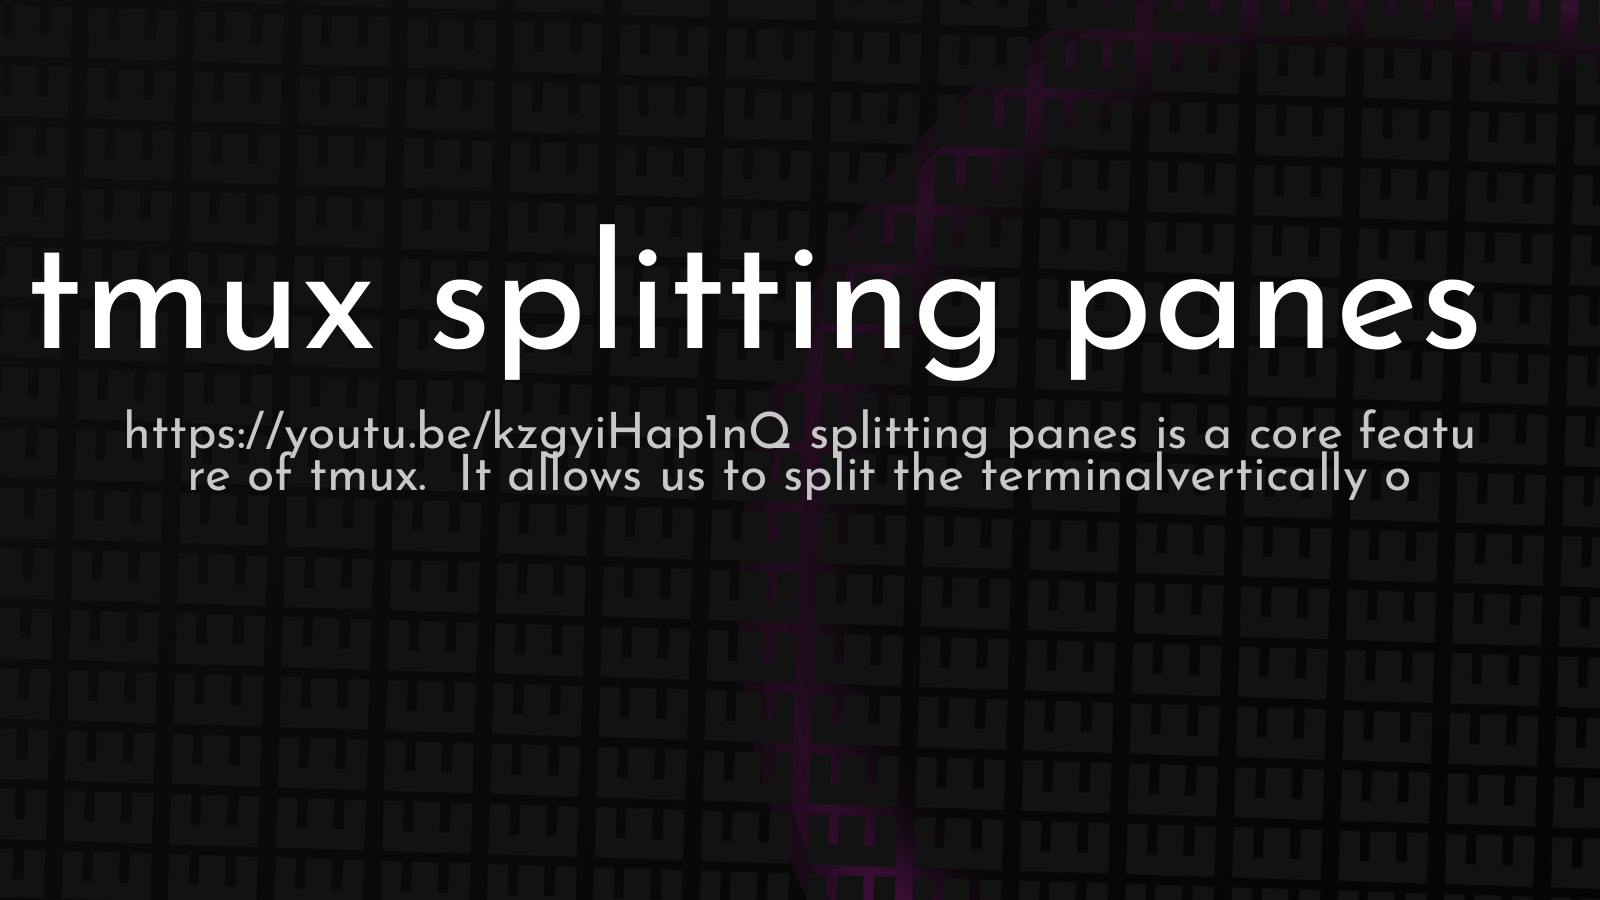 tmux splitting panes
https://youtu.be/kzgyiHap1nQ splitting panes is a core featu
re of tmux.  It allows us to split the terminalvertically o